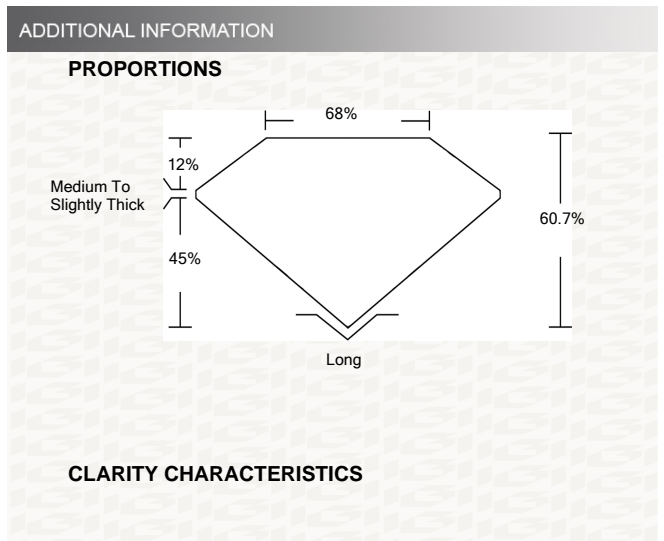 ADDITIONAL INFORMATION
PROPORTIONS
68%
12%
Medium To
Slightly Thick
60.7%
45%
Long
CLARITY CHARACTERISTICS